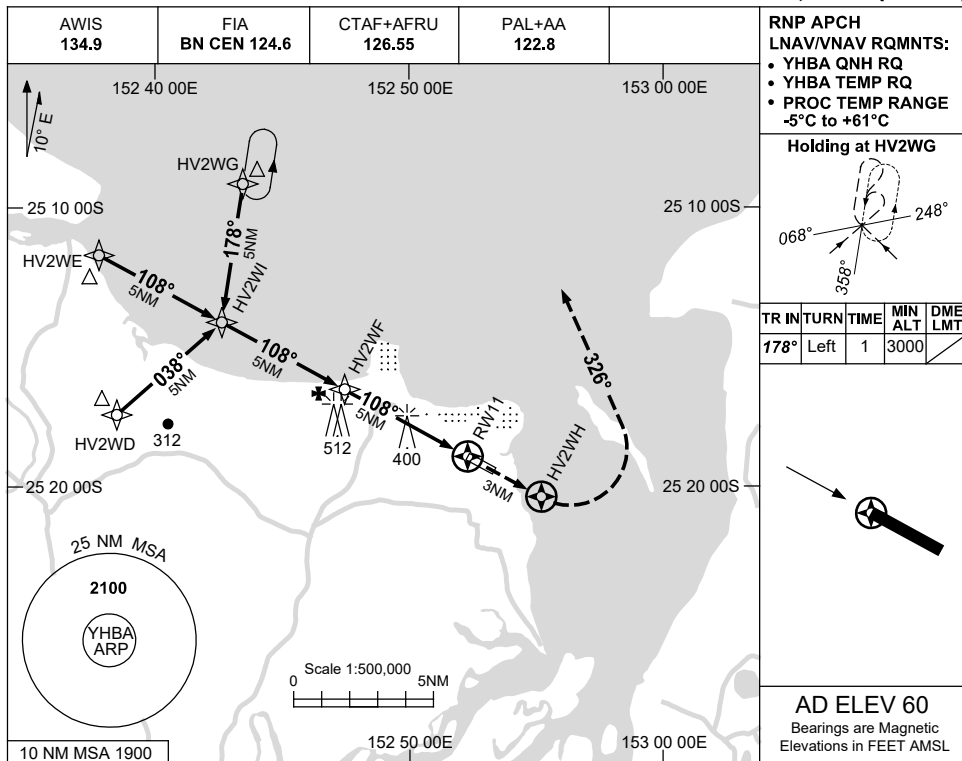 AWIS
134.9
FIA
BN CEN 124.6
CTAF+AFRU
126.55
PAL+AA
122.8
RNP APCH
LNAV/VNAV RQMNTS:
• YHBA QNH RQ
• YHBA TEMP RQ
• PROC TEMP RANGE
-5°C to +61°C
152 40 00E
152 50 00E
153 00 00E
10° E
HV2WG
25 10 00S
25 10 00S
178°
5NM
HV2WE
108°
5NM
HV2WI
108°
5NM
HV2WF
038°
5NM
HV2WD
312
512
108°
5NM
400
RW11
3NM
HV2WH
326°
25 20 00S
25 20 00S
25 NM MSA
2100
YHBA
ARP
Scale 1:500,000
0
5NM
10 NM MSA 1900
152 50 00E
153 00 00E
Holding at HV2WG
068°
248°
358°
TR IN TURN TIME MIN ALT DME LMT
178° Left 1 3000
AD ELEV 60
Bearings are Magnetic
Elevations in FEET AMSL